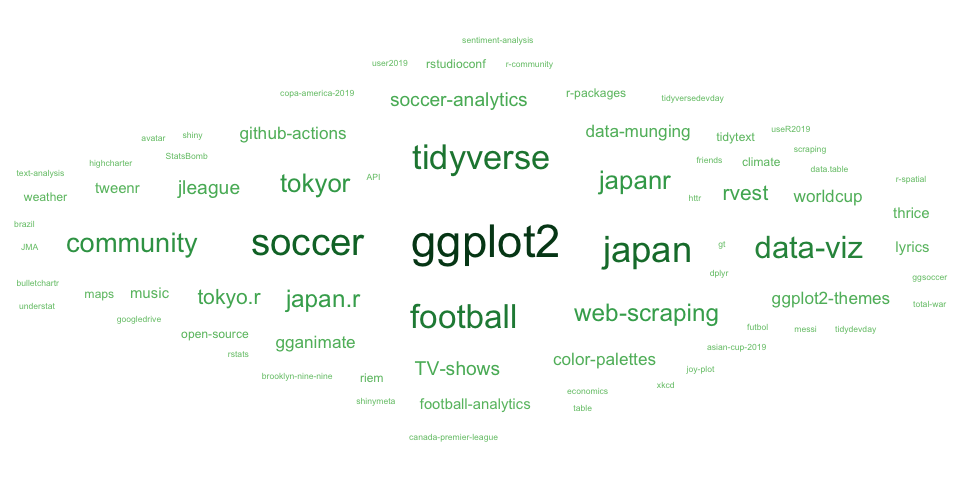 sentiment-analysis
user2019 rstudioconf r-community
copa-america-2019 soccer-analytics r-packages tidyversedevday
avatar shiny github-actions data-munging tidytext useR2019
highcharter StatsBomb tidyverse friends climate scraping
text-analysis tweenr jleague tokyor API japanr rvest worldcup data.table r-spatial
weather httr thrice
brazil
JMA community soccer ggplot2 japan gt data-viz lyrics
bulletchartr dplyr ggsoccer
understat maps music tokyo.r japan.r web-scraping ggplot2-themes total-war
googledrive football futbol messi tidydevday
open-source gganimate asian-cup-2019
rstats TV-shows color-palettes joy-plot
brooklyn-nine-nine riem xkcd
shinymeta football-analytics economics
table
canada-premier-league